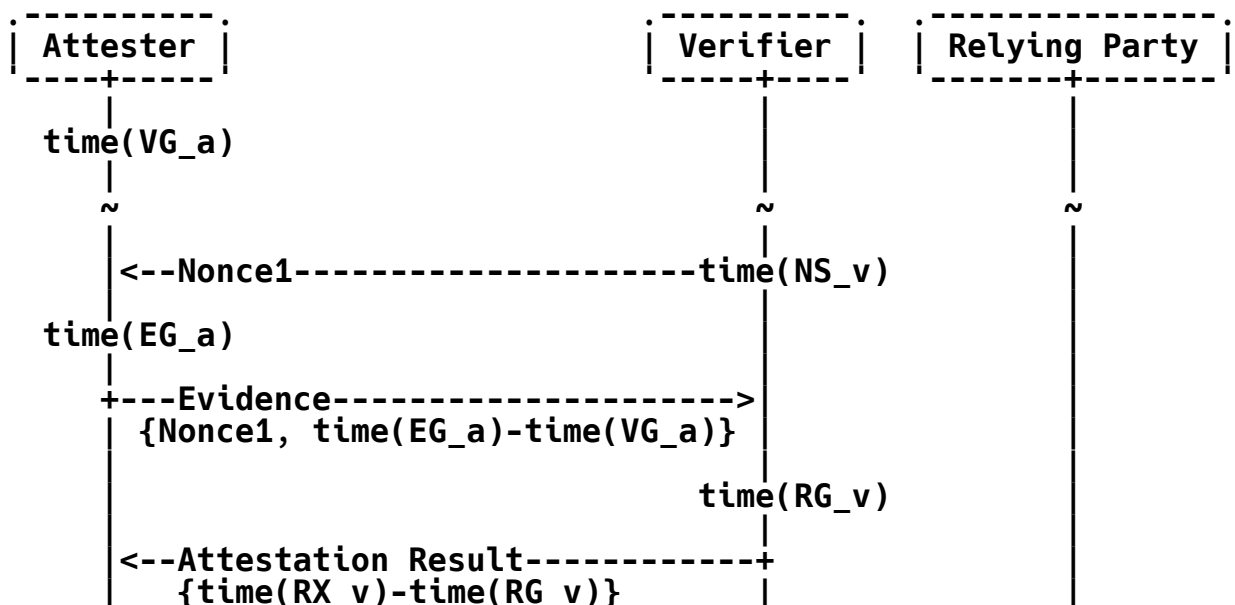 .----------.                                .----------.  .---------------.
| Attester |                                | Verifier |  | Relying Party |
'----+-----'                                '-----+----'  '-------+-------'
     |                                            |               |
  time(VG_a)                                      |               |
     |                                            |               |
     ~                                            ~               ~
     |                                            |               |
     |<--Nonce1---------------------time(NS_v)    |
     |                                            |               |
  time(EG_a)                                      |               |
     |                                            |               |
     +---Evidence--------------------->|               |
     | {Nonce1, time(EG_a)-time(VG_a)} |               |
     |                                            |               |
     |                              time(RG_v)    |
     |                                            |               |
     |<--Attestation Result------------+               |
     |   {time(RX_v)-time(RG_v)}       |               |